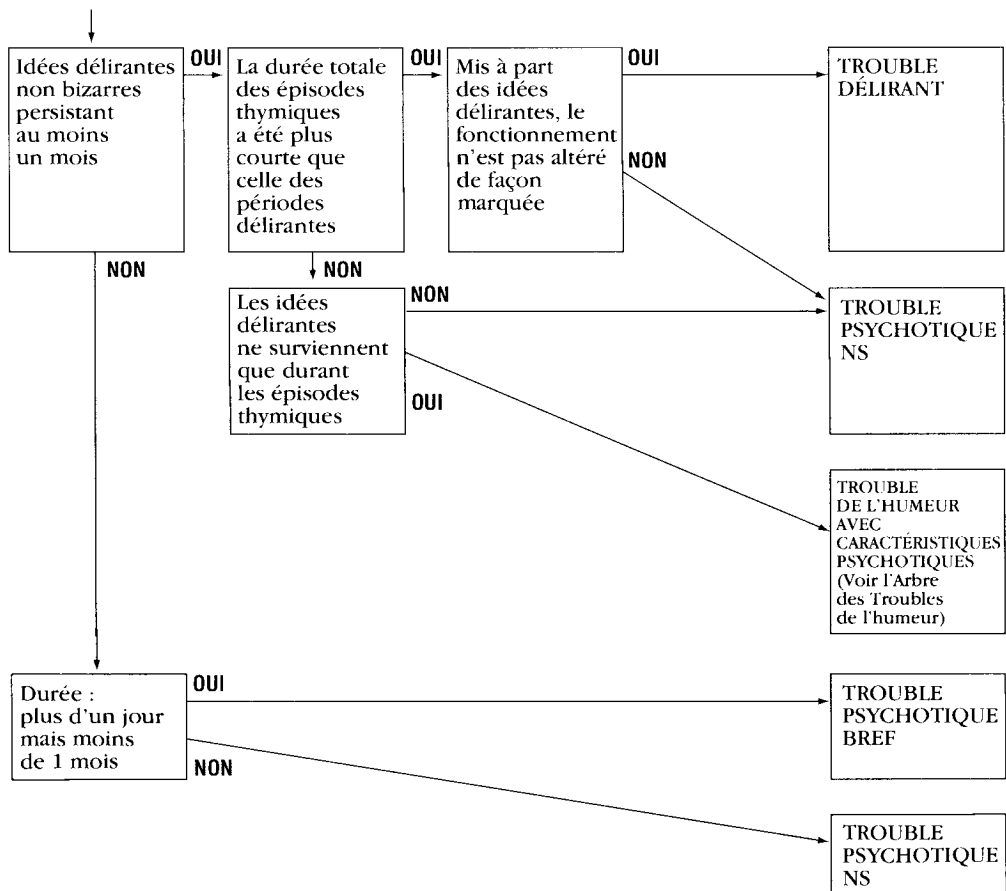 Idées délirantes
non bizarres
persistant
au moins
un mois
OUI
La durée totale
des épisodes
thymiques
a été plus
courte que
celle des
périodes
délirantes
OUI
Mis à part
des idées
délirantes, le
fonctionnement
n'est pas altéré
de façon
marquée
OUI
TROUBLE
DÉLIRANT
NON
NON
NON
Les idées
délirantes
ne surviennent
que durant
les épisodes
thymiques
NON
OUI
TROUBLE
PSYCHOTIQUE
NS
TROUBLE
DE L'HUMEUR
AVEC
CARACTÉRISTIQUES
PSYCHOTIQUES
(Voir l'Arbre
des Troubles
de l'humeur)
Durée :
plus d'un jour
mais moins
de 1 mois
OUI
NON
TROUBLE
PSYCHOTIQUE
BREF
TROUBLE
PSYCHOTIQUE
NS